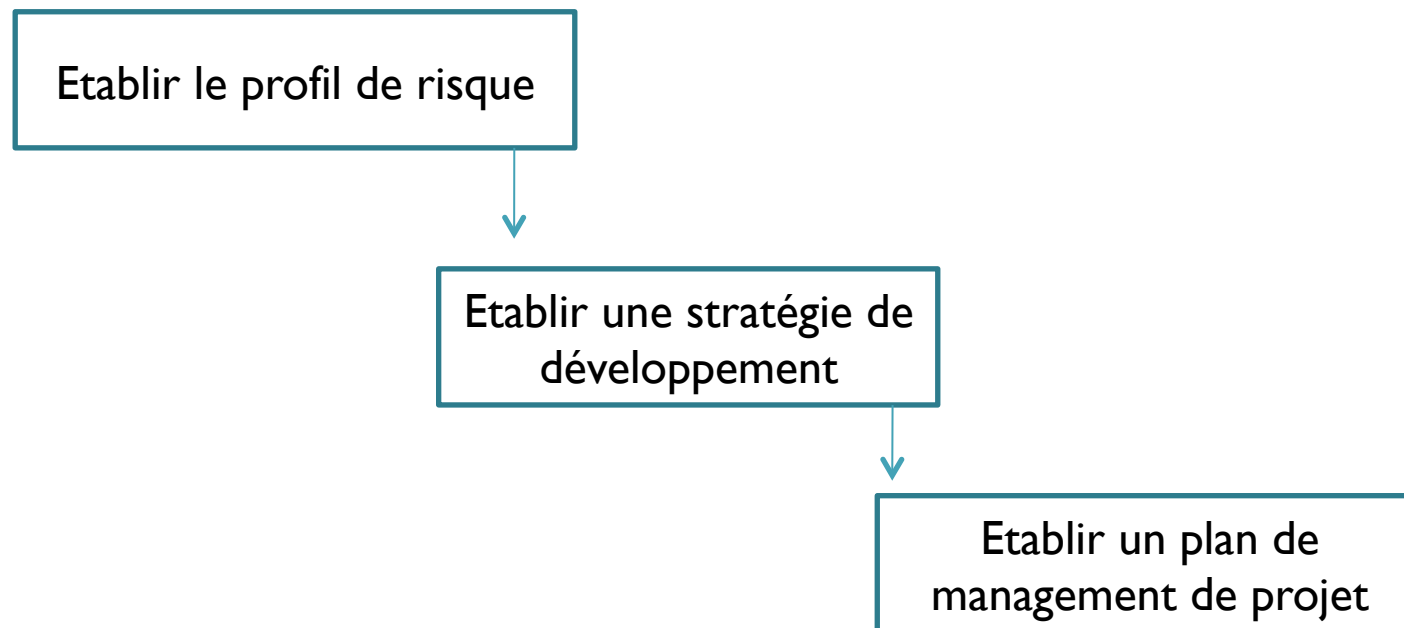 Etablir le profil de risque
Etablir une stratégie de
développement
Etablir un plan de
management de projet